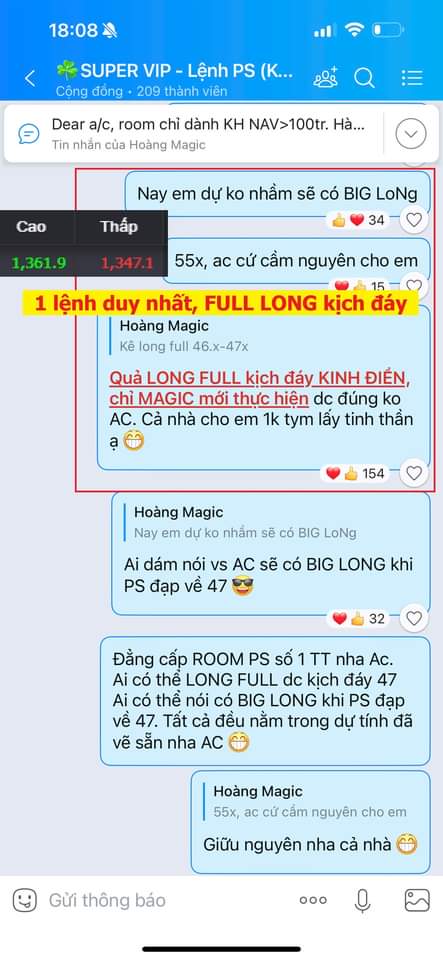 18:08
SUPER VIP - Lệnh PS (K...
Cộng đồng • 209 thành viên
Dear a/c, room chỉ dành KH NAV>100tr. Hà...
Tin nhắn của Hoàng Magic
Nay em dự ko nhầm sẽ có BIG LoNg
34
Cao Thấp
1,361.9 1,347.1
55x, ac cứ cầm nguyên cho em
15
1 lệnh duy nhất, FULL LONG kịch đáy
Hoàng Magic
Kê long full 46.x-47x
Quả LONG FULL kịch đáy KINH ĐIỂN,
chỉ MAGIC mới thực hiện dc đúng ko
AC. Cả nhà cho em 1k tym lấy tinh thần
ạ
154
Hoàng Magic
Nay em dự ko nhầm sẽ có BIG LoNg
Ai dám nói vs AC sẽ có BIG LONG khi
PS đạp về 47
32
Đẳng cấp ROOM PS số 1 TT nha Ac.
Ai có thể LONG FULL dc kịch đáy 47
Ai có thể nói có BIG LONG khi PS đạp
về 47. Tất cả đều nằm trong dự tính đã
vẽ sẵn nha AC
Hoàng Magic
55x, ac cứ cầm nguyên cho em
Giữu nguyên nha cả nhà
Gửi thông báo